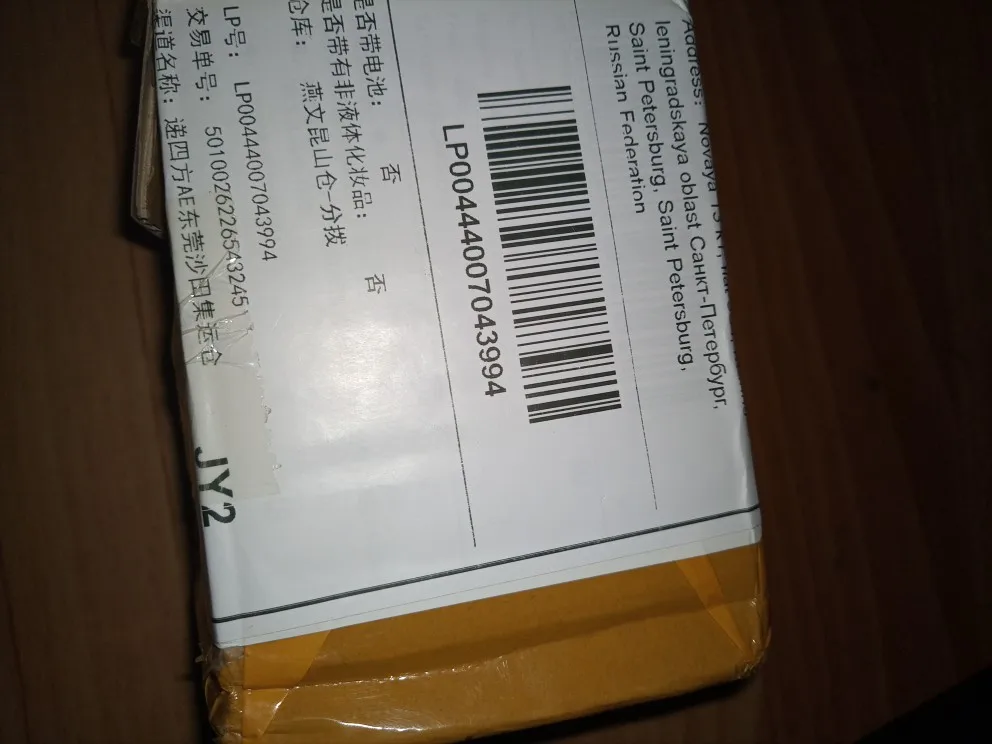 Address: Novaya
leningradskaya oblast Санкт-Петербург,
Saint Petersburg, Saint Petersburg,
Russian Federation
LP00444007043994
是否带电池： 否
是否带有非液体化妆品： 否
仓库： 燕文昆山仓-分拨
LP号： LP00444007043994
交易单号： 5010026226543245
渠道名称： 递四方AE东莞沙田集运仓
JY2